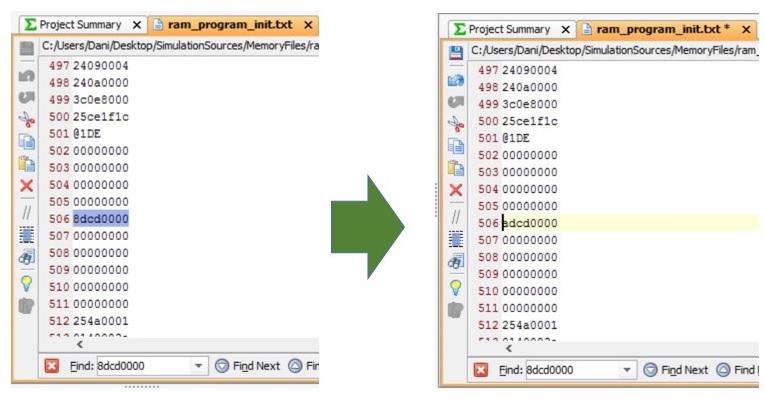 Project Summary
ram_program_init.txt
C:/Users/Dani/Desktop/SimulationSources/MemoryFiles/ra
497 24090004
498 240a0000
499 3c0e8000
500 25ce1f1c
501 @1DE
502 00000000
503 00000000
504 00000000
505 00000000
506 8dcd0000
507 00000000
508 00000000
509 00000000
510 00000000
511 00000000
512 254a0001
Find: 8dcd0000 Find Next Fin
Project Summary
ram_program_init.txt *
C:/Users/Dani/Desktop/SimulationSources/MemoryFiles/ram_
497 24090004
498 240a0000
499 3c0e8000
500 25ce1f1c
501 @1DE
502 00000000
503 00000000
504 00000000
505 00000000
506 adcd0000
507 00000000
508 00000000
509 00000000
510 00000000
511 00000000
512 254a0001
Find: 8dcd0000 Find Next Find